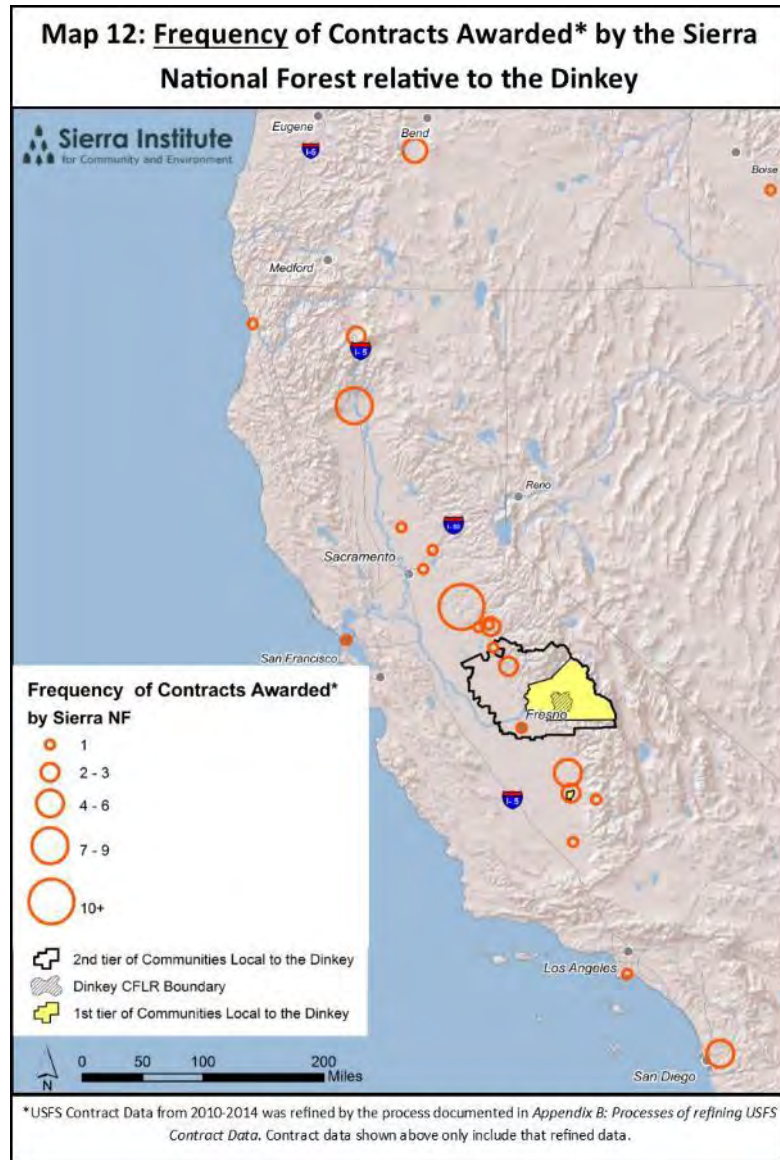 Map 12: Frequency of Contracts Awarded* by the Sierra
National Forest relative to the Dinkey
Sierra Institute
for Community and Environment
Eugene
I-5
Bend
Boise
Medford
I-5
Reno
I-80
Sacramento
San Francisco
Fresno
I-5
Los Angeles
San Diego
Frequency of Contracts Awarded*
by Sierra NF
1
2 - 3
4 - 6
7 - 9
10+
2nd tier of Communities Local to the Dinkey
Dinkey CFLR Boundary
1st tier of Communities Local to the Dinkey
N
0 50 100 200
Miles
*USFS Contract Data from 2010-2014 was refined by the process documented in Appendix B: Processes of refining USFS
Contract Data. Contract data shown above only include that refined data.